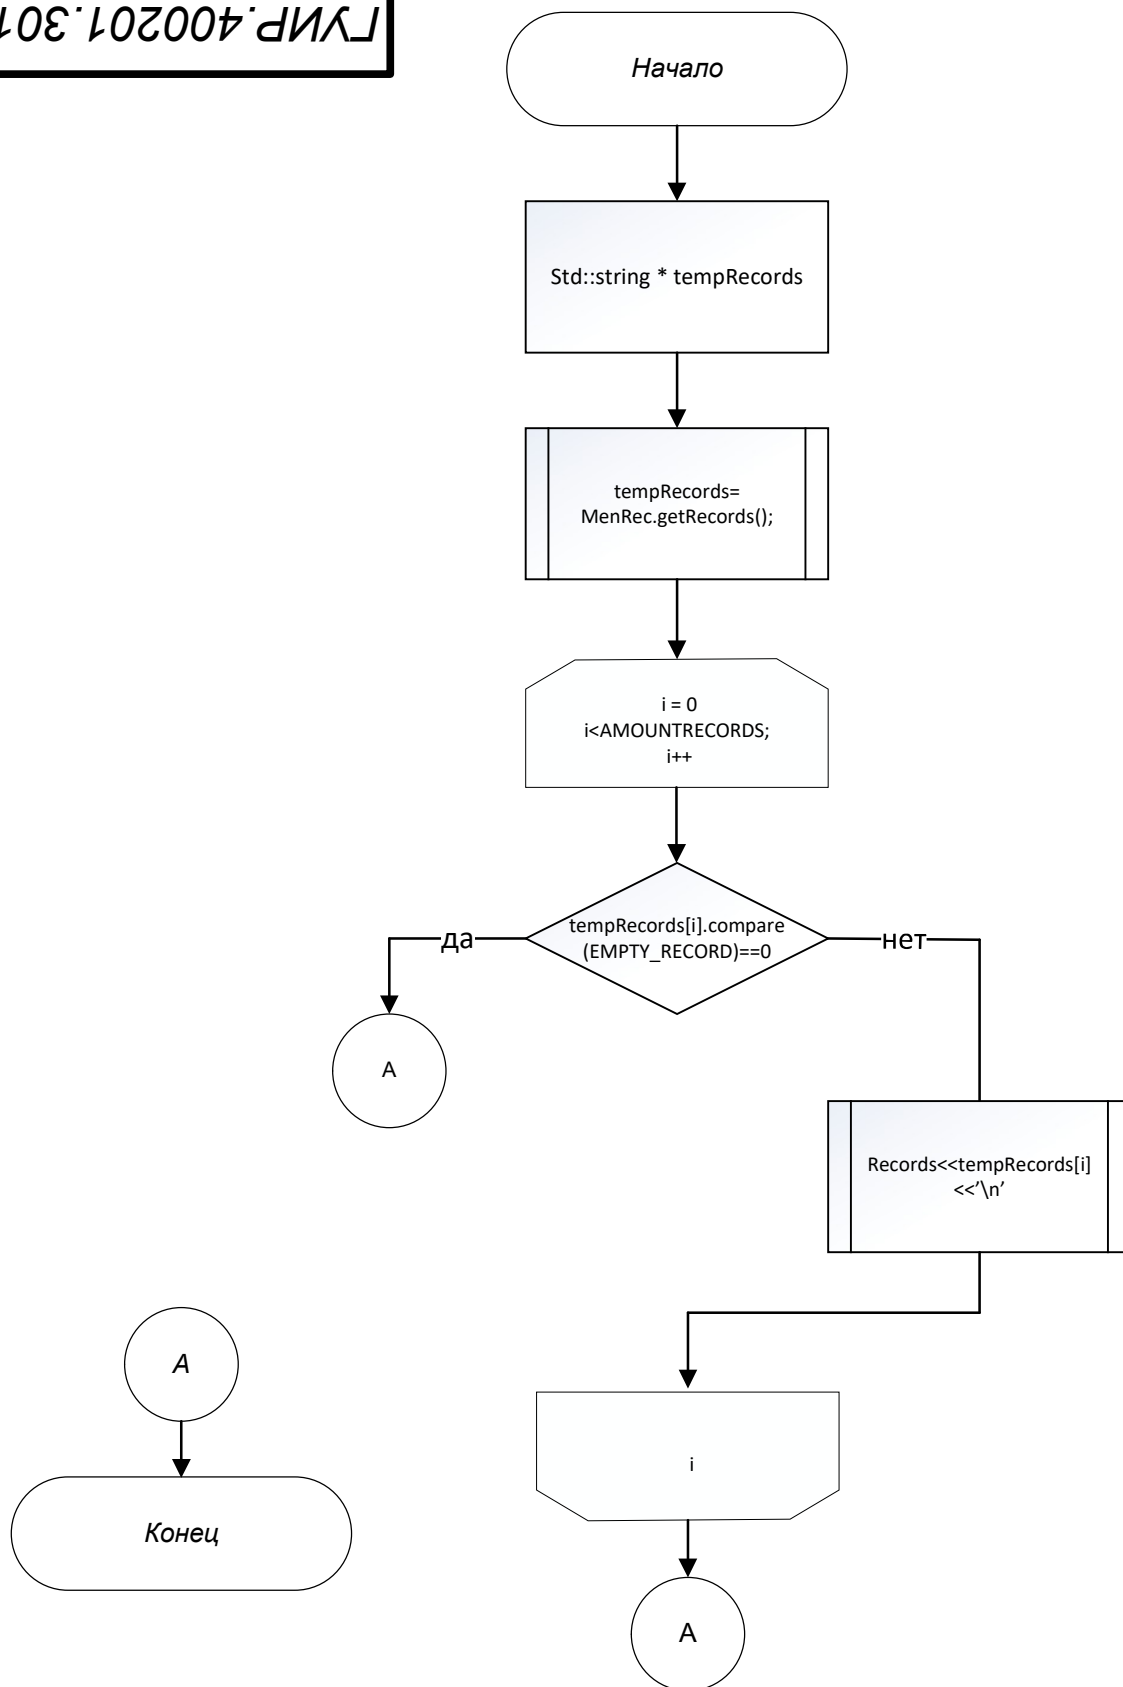 ГУИР.400201.301
Начало
Std::string * tempRecords
tempRecords=
MenRec.getRecords();
i = 0
i<AMOUNTRECORDS;
i++
tempRecords[i].compare
(EMPTY_RECORD)==0
да
нет
A
Records<<tempRecords[i]
<<’\n’
A
Конец
i
A